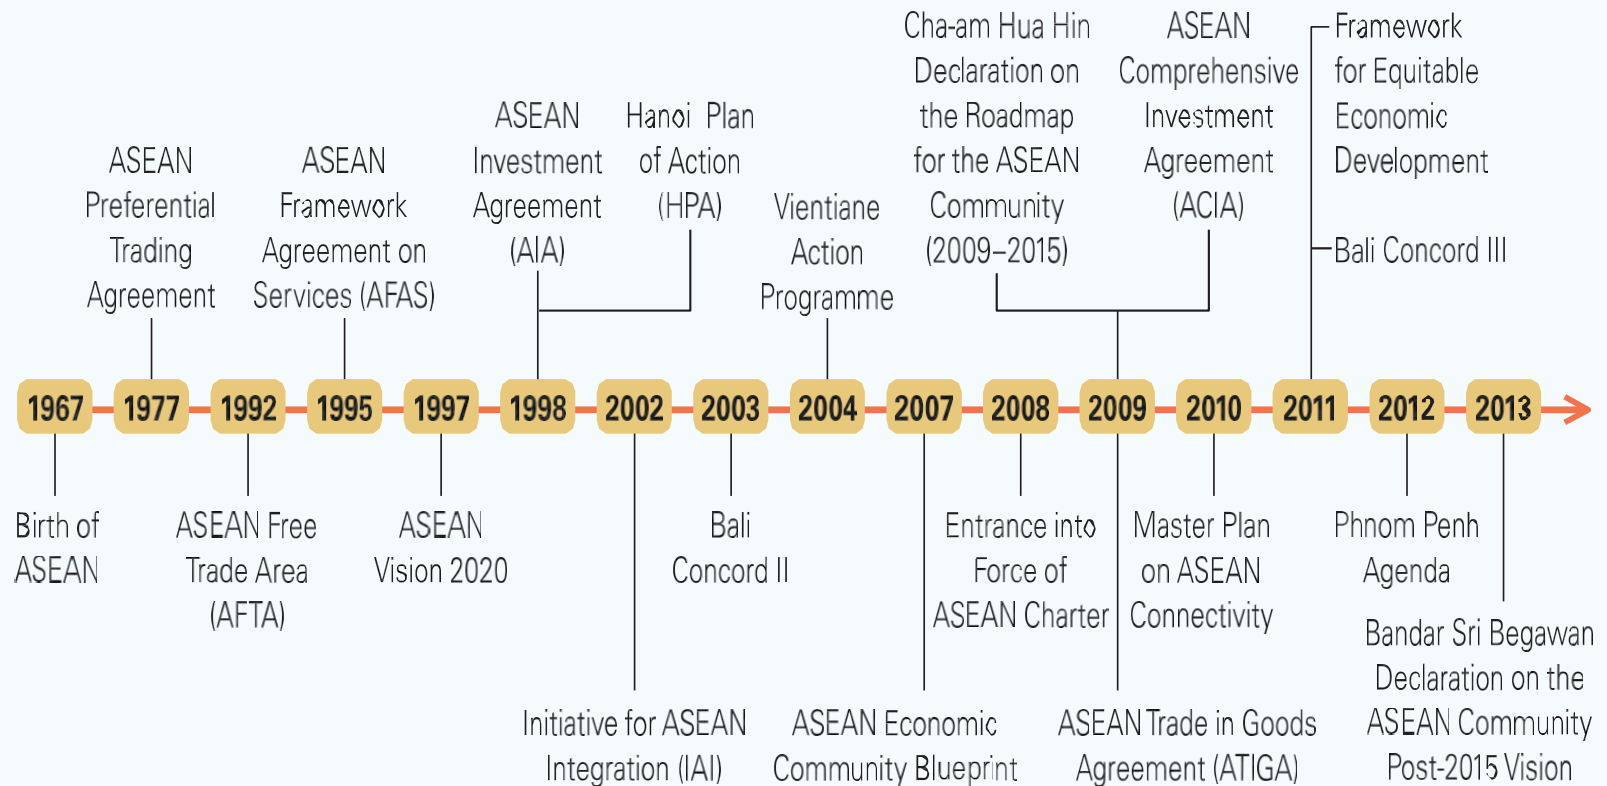 Cha-am Hua Hin
Declaration on
the Roadmap
for the ASEAN
Community
(2009–2015)
ASEAN
Comprehensive
Investment
Agreement
(ACIA)
Framework
for Equitable
Economic
Development
Bali Concord III
ASEAN
Investment
Agreement
(AIA)
Hanoi Plan
of Action
(HPA)
ASEAN
Preferential
Trading
Agreement
ASEAN
Framework
Agreement on
Services (AFAS)
Vientiane
Action
Programme
1967
1977
1992
1995
1997
1998
2002
2003
2004
2007
2008
2009
2010
2011
2012
2013
Birth of
ASEAN
ASEAN Free
Trade Area
(AFTA)
ASEAN
Vision 2020
Bali
Concord II
Entrance into
Force of
ASEAN Charter
Master Plan
on ASEAN
Connectivity
Phnom Penh
Agenda
Initiative for ASEAN
Integration (IAI)
ASEAN Economic
Community Blueprint
ASEAN Trade in Goods
Agreement (ATIGA)
Bandar Sri Begawan
Declaration on the
ASEAN Community
Post-2015 Vision